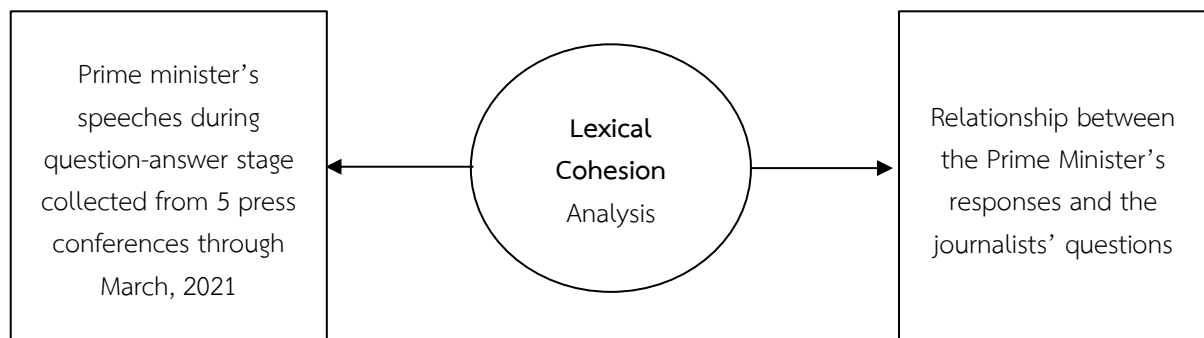 Prime minister’s
speeches during
question-answer stage
collected from 5 press
conferences through
March, 2021
Lexical
Cohesion
Analysis
Relationship between
the Prime Minister’s
responses and the
journalists’ questions